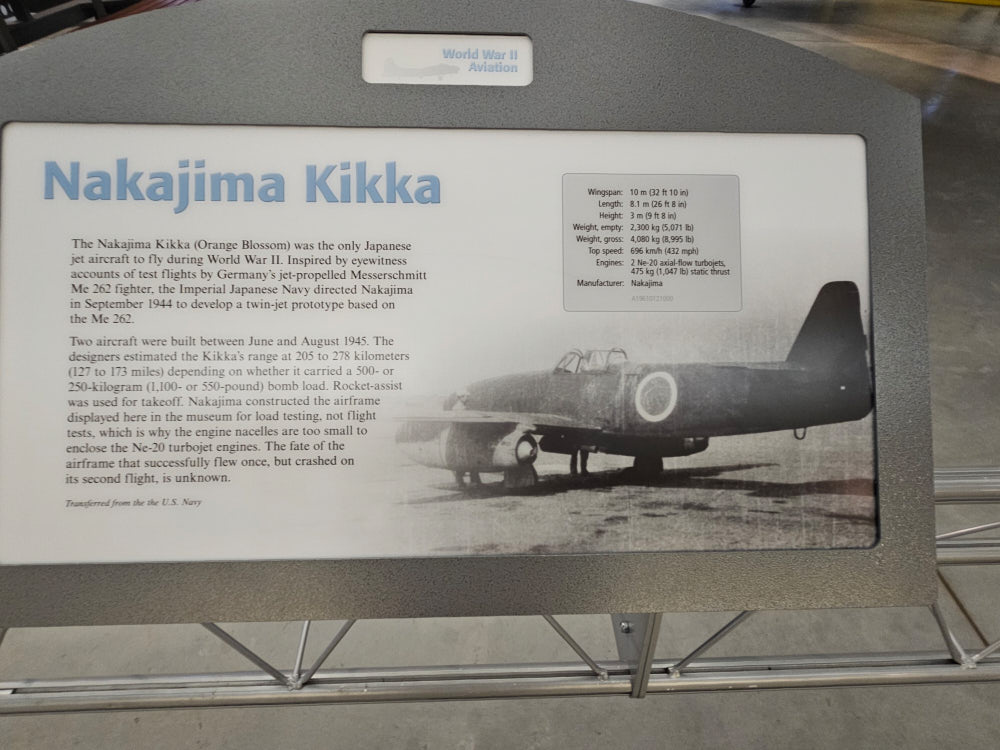 World War II
Aviation
Nakajima Kikka
The Nakajima Kikka (Orange Blossom) was the only Japanese
jet aircraft to fly during World War II. Inspired by eyewitness
accounts of test flights by Germany's jet-propelled Messerschmitt
Me 262 fighter, the Imperial Japanese Navy directed Nakajima
in September 1944 to develop a twin-jet prototype based on
the Me 262.
Two aircraft were built between June and August 1945. The
designers estimated the Kikka's range at 205 to 278 kilometers
(127 to 173 miles) depending on whether it carried a 500- or
250-kilogram (1,100- or 550-pound) bomb load. Rocket-assist
was used for takeoff. Nakajima constructed the airframe
displayed here in the museum for load testing, not flight
tests, which is why the engine nacelles are too small to
enclose the Ne-20 turbojet engines. The fate of the
airframe that successfully flew once, but crashed on
its second flight, is unknown.
Transferred from the the U.S. Navy
Wingspan: 10 m (32 ft 10 in)
Length: 8.1 m (26 ft 8 in)
Height: 3 m (9 ft 8 in)
Weight, empty: 2,300 kg (5,071 lb)
Weight, gross: 4,080 kg (8,995 lb)
Top speed: 696 km/h (432 mph)
Engines: 2 Ne-20 axial-flow turbojets,
475 kg (1,047 lb) static thrust
Manufacturer: Nakajima
A19610121000